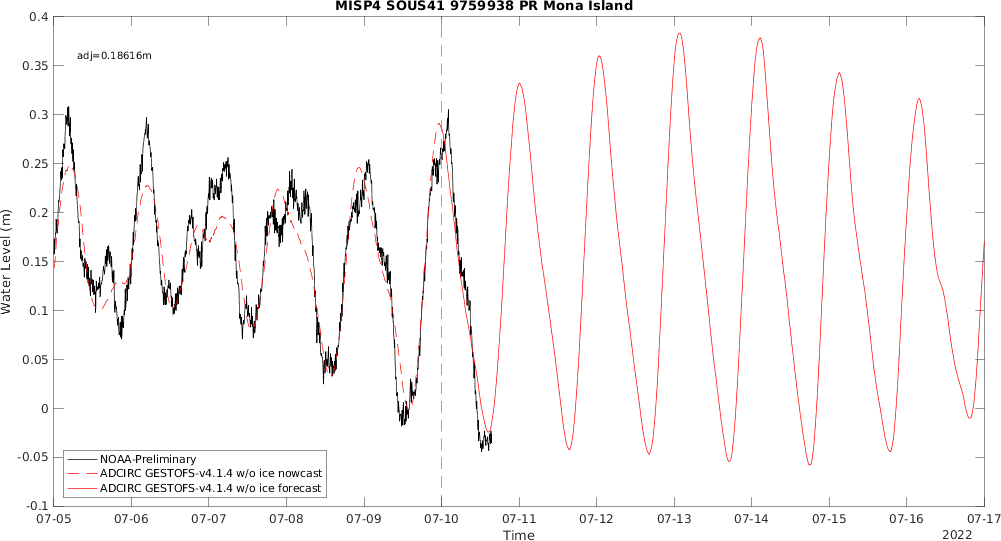 MISP4 SOUS41 9759938 PR Mona Island
adj=0.18616m
0.4
0.35
0.3
0.25
0.2
0.15
0.1
0.05
0
-0.05
-0.1
Water Level (m)
NOAA-Preliminary
ADCIRC GESTOFS-v4.1.4 w/o ice nowcast
ADCIRC GESTOFS-v4.1.4 w/o ice forecast
07-05 07-06 07-07 07-08 07-09 07-10 07-11 07-12 07-13 07-14 07-15 07-16 07-17
Time
2022